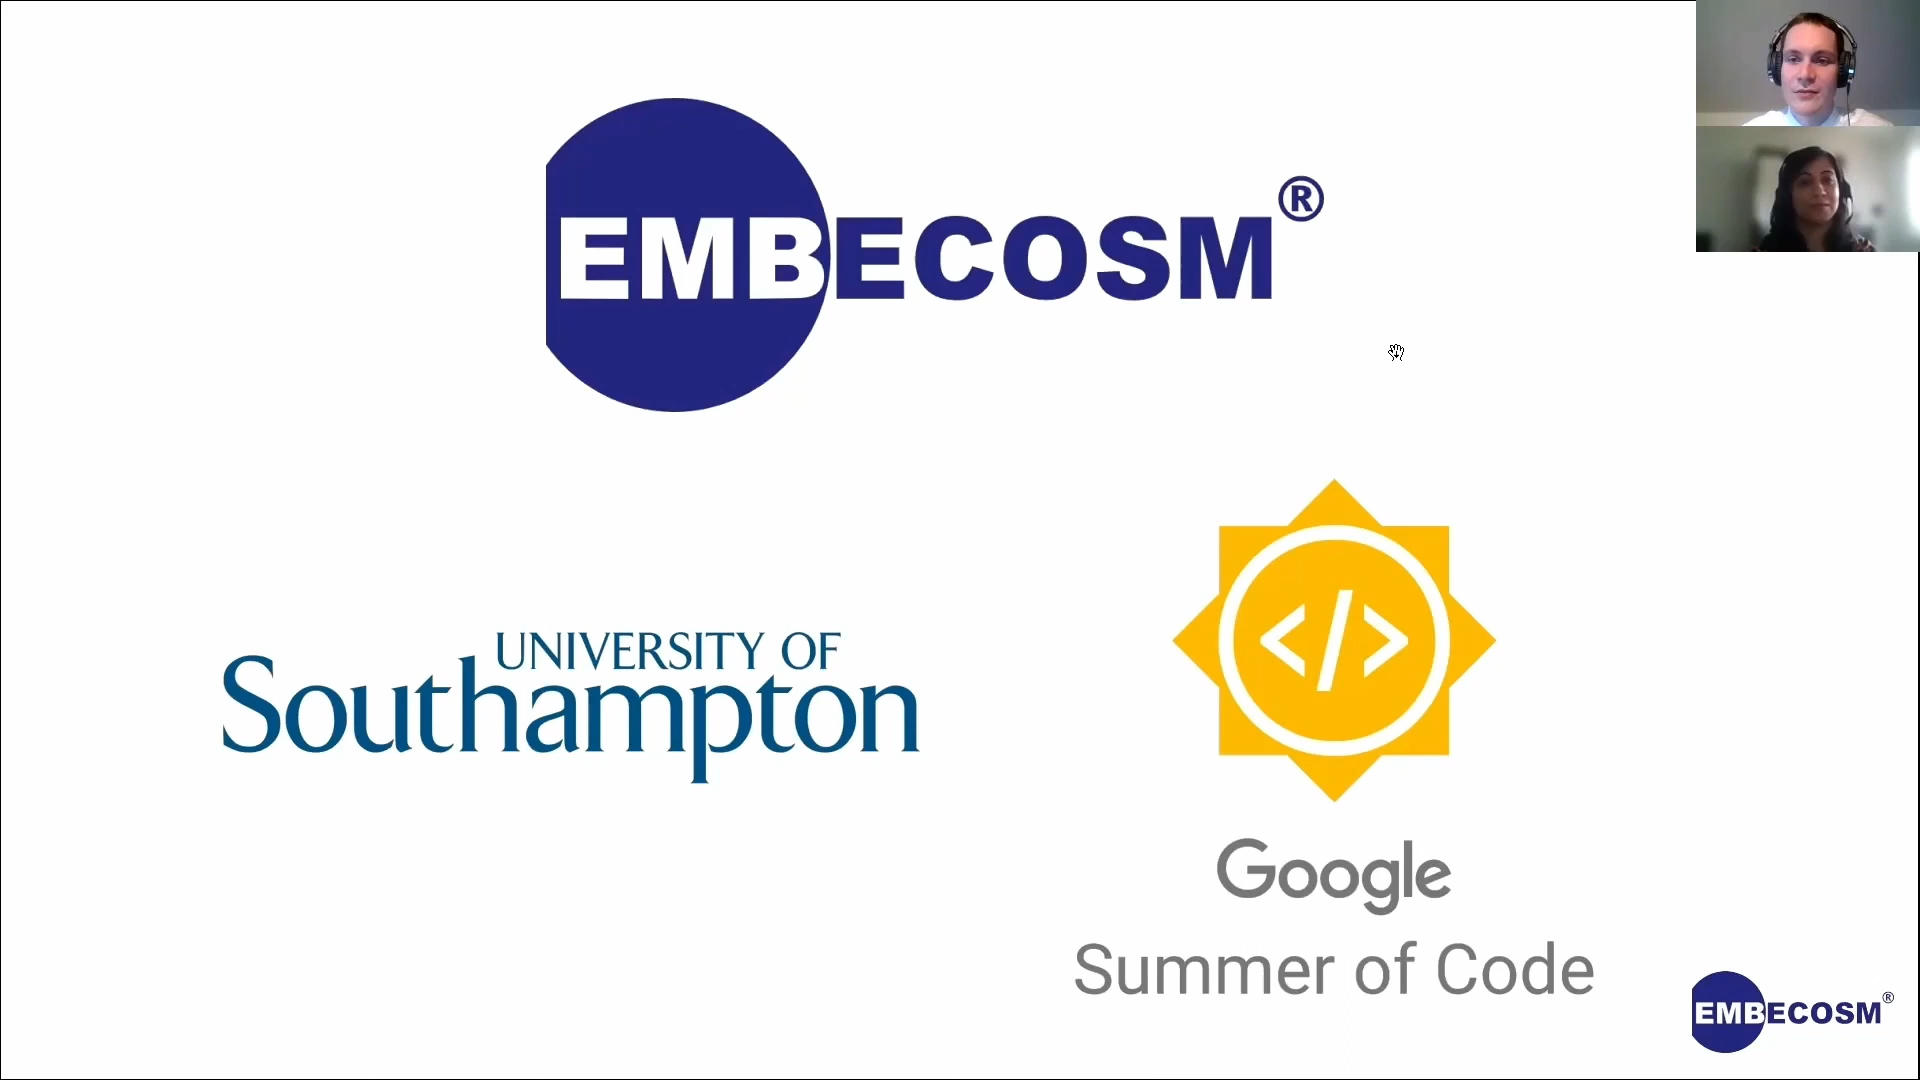 EMBECOSM®
UNIVERSITY OF
Southampton
</>
Google
Summer of Code
EMBECOSM®